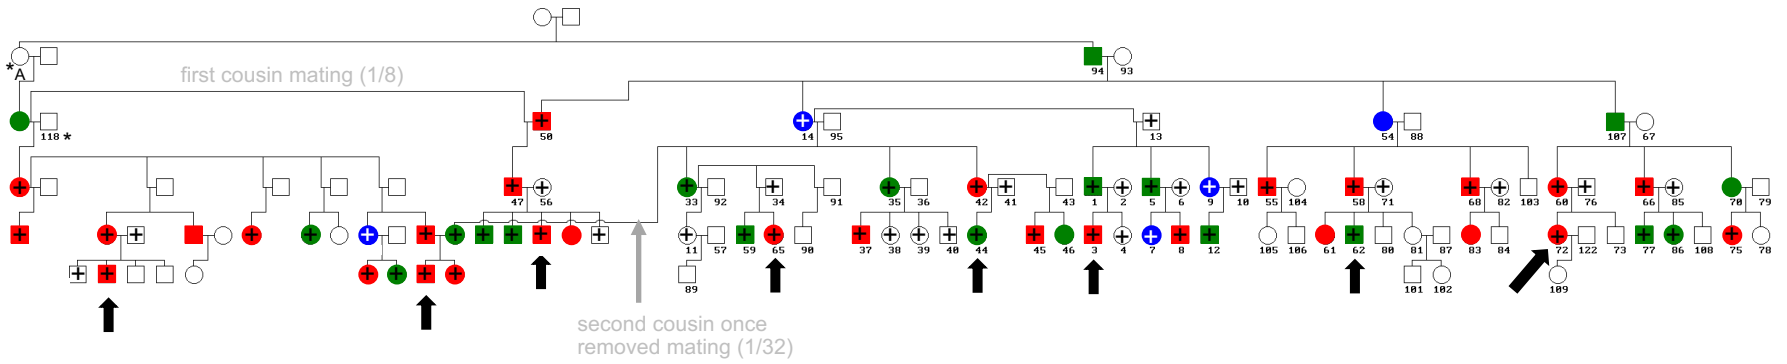 *A
94 93
first cousin mating (1/8)
118 * 50 14 95 13 54 88 107 67
47 56 33 92 34 91 35 36 42 41 43 1 2 5 6 9 10 55 104 58 71 68 82 103 60 76 66 85 70 79
11 57 59 65 90 37 38 39 40 44 45 46 3 4 7 8 12 105 106 61 62 80 81 87 83 84 72 122 73 77 86 108 75 78
89 101 102 109
second cousin once
removed mating (1/32)